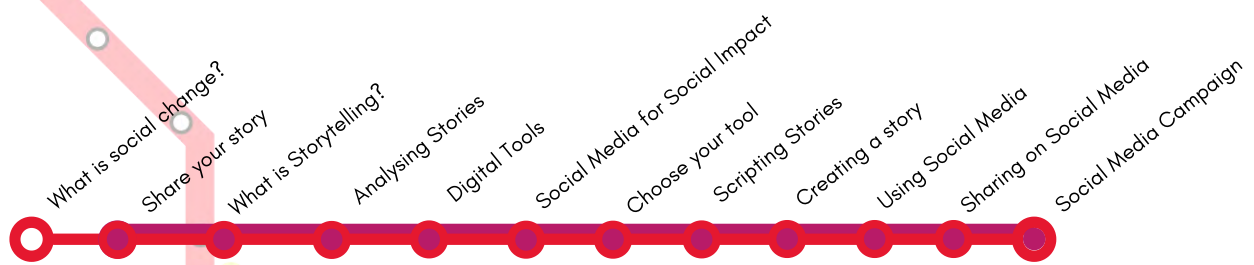 What is social change?
Share your story
What is Storytelling?
Analysing Stories
Digital Tools
Social Media for Social Impact
Choose your tool
Scripting Stories
Creating a story
Using Social Media
Sharing on Social Media
Social Media Campaign